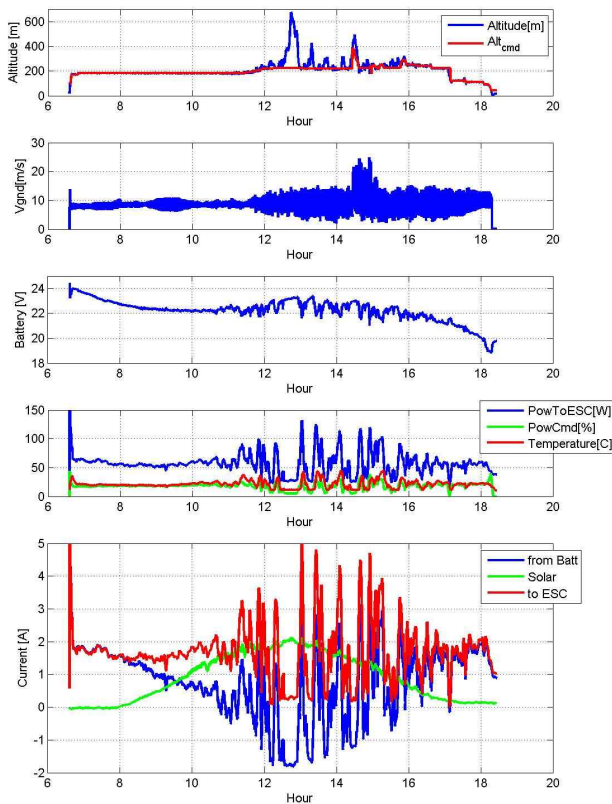 600
400
200
0
Altitude [m]
Altitude[m]
Alt_cmd
6 8 10 12 14 16 18 20
Hour
30
20
10
0
Vgnd[m/s]
6 8 10 12 14 16 18 20
Hour
24
22
20
18
Battery [V]
6 8 10 12 14 16 18 20
Hour
150
100
50
0
PowToESC[W]
PowCmd[%]
Temperature[C]
6 8 10 12 14 16 18 20
Hour
5
4
3
2
1
0
-1
-2
Current [A]
from Batt
Solar
to ESC
6 8 10 12 14 16 18 20
Hour